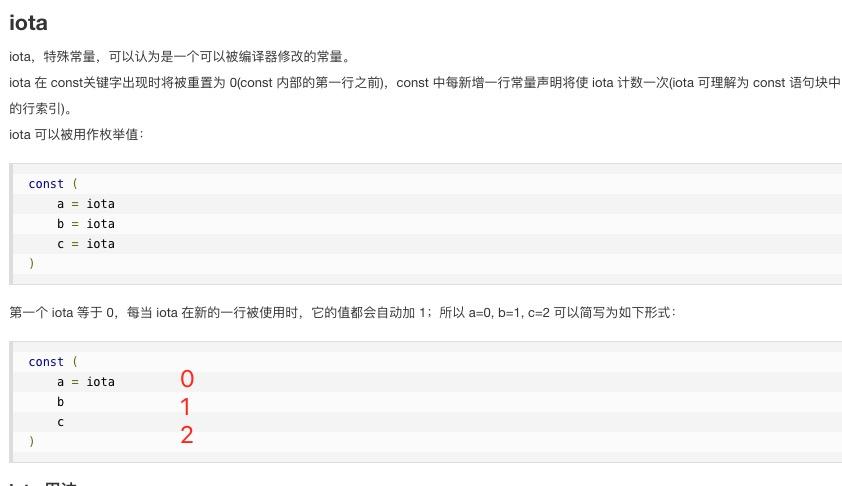 iota
iota，特殊常量，可以认为是一个可以被编译器修改的常量。
iota 在 const关键字出现时将被重置为 0(const 内部的第一行之前)，const 中每新增一行常量声明将使 iota 计数一次(iota 可理解为 const 语句块中
的行索引)。
iota 可以被用作枚举值：
const (
a = iota
b = iota
c = iota
)
第一个 iota 等于 0，每当 iota 在新的一行被使用时，它的值都会自动加 1；所以 a=0, b=1, c=2 可以简写为如下形式：
const (
a = iota 0
b 1
c 2
)